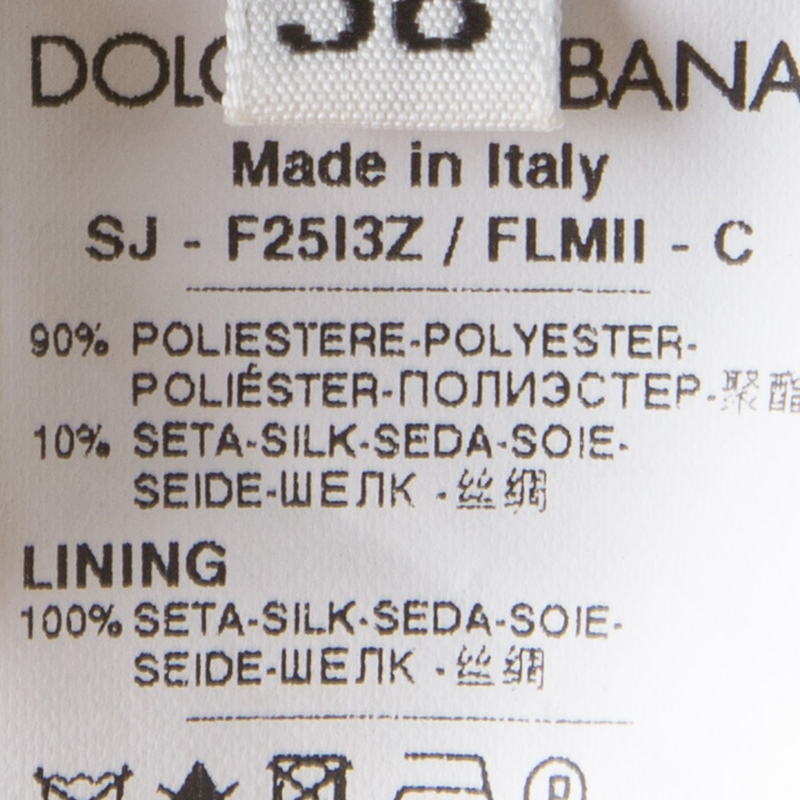 38
DOLC BANA
Made in Italy
SJ - F25I3Z / FLMII - C
90% POLIESTERE-POLYESTER-
POLIÉSTER-ПОЛИЭСТЕР-聚酯
10% SETA-SILK-SEDA-SOIE-
SEIDE-ШЕЛК -丝绸
LINING
100% SETA-SILK-SEDA-SOIE-
SEIDE-ШЕЛК -丝绸
P